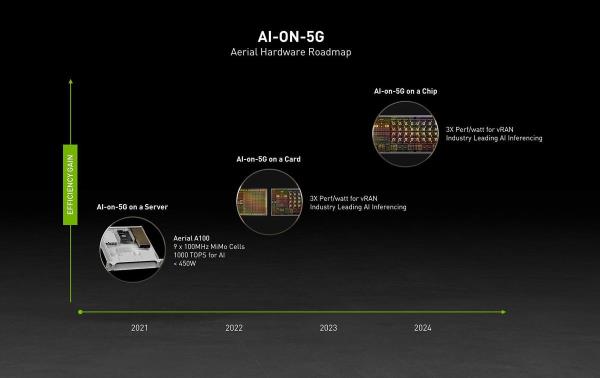 AI-ON-5G
Aerial Hardware Roadmap
AI-on-5G on a Chip
3X Perf/watt for vRAN
Industry Leading AI Inferencing
AI-on-5G on a Card
3X Perf/watt for vRAN
Industry Leading AI Inferencing
EFFICIENCY GAIN
AI-on-5G on a Server
Aerial A100
9 x 100MHz MiMo Cells
1000 TOPS for AI
< 450W
2021
2022
2023
2024